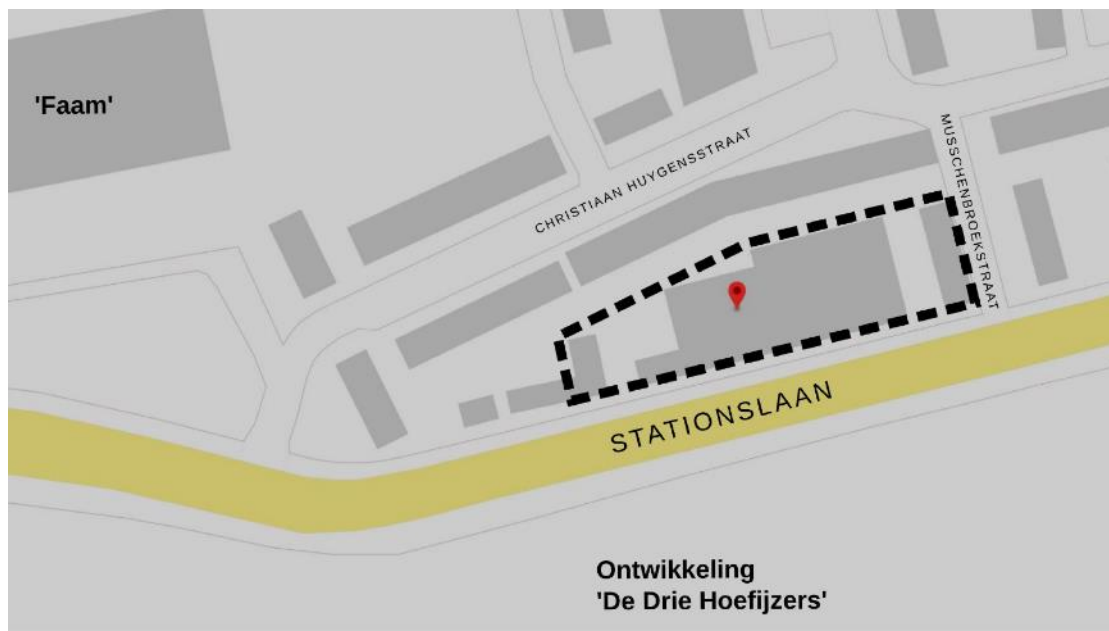 'Faam'
CHRISTIAAN HUYGENSSTRAAT
MUSSCHENBROEKSTRAAT
STATIONSLAAN
Ontwikkeling
'De Drie Hoefijzers'